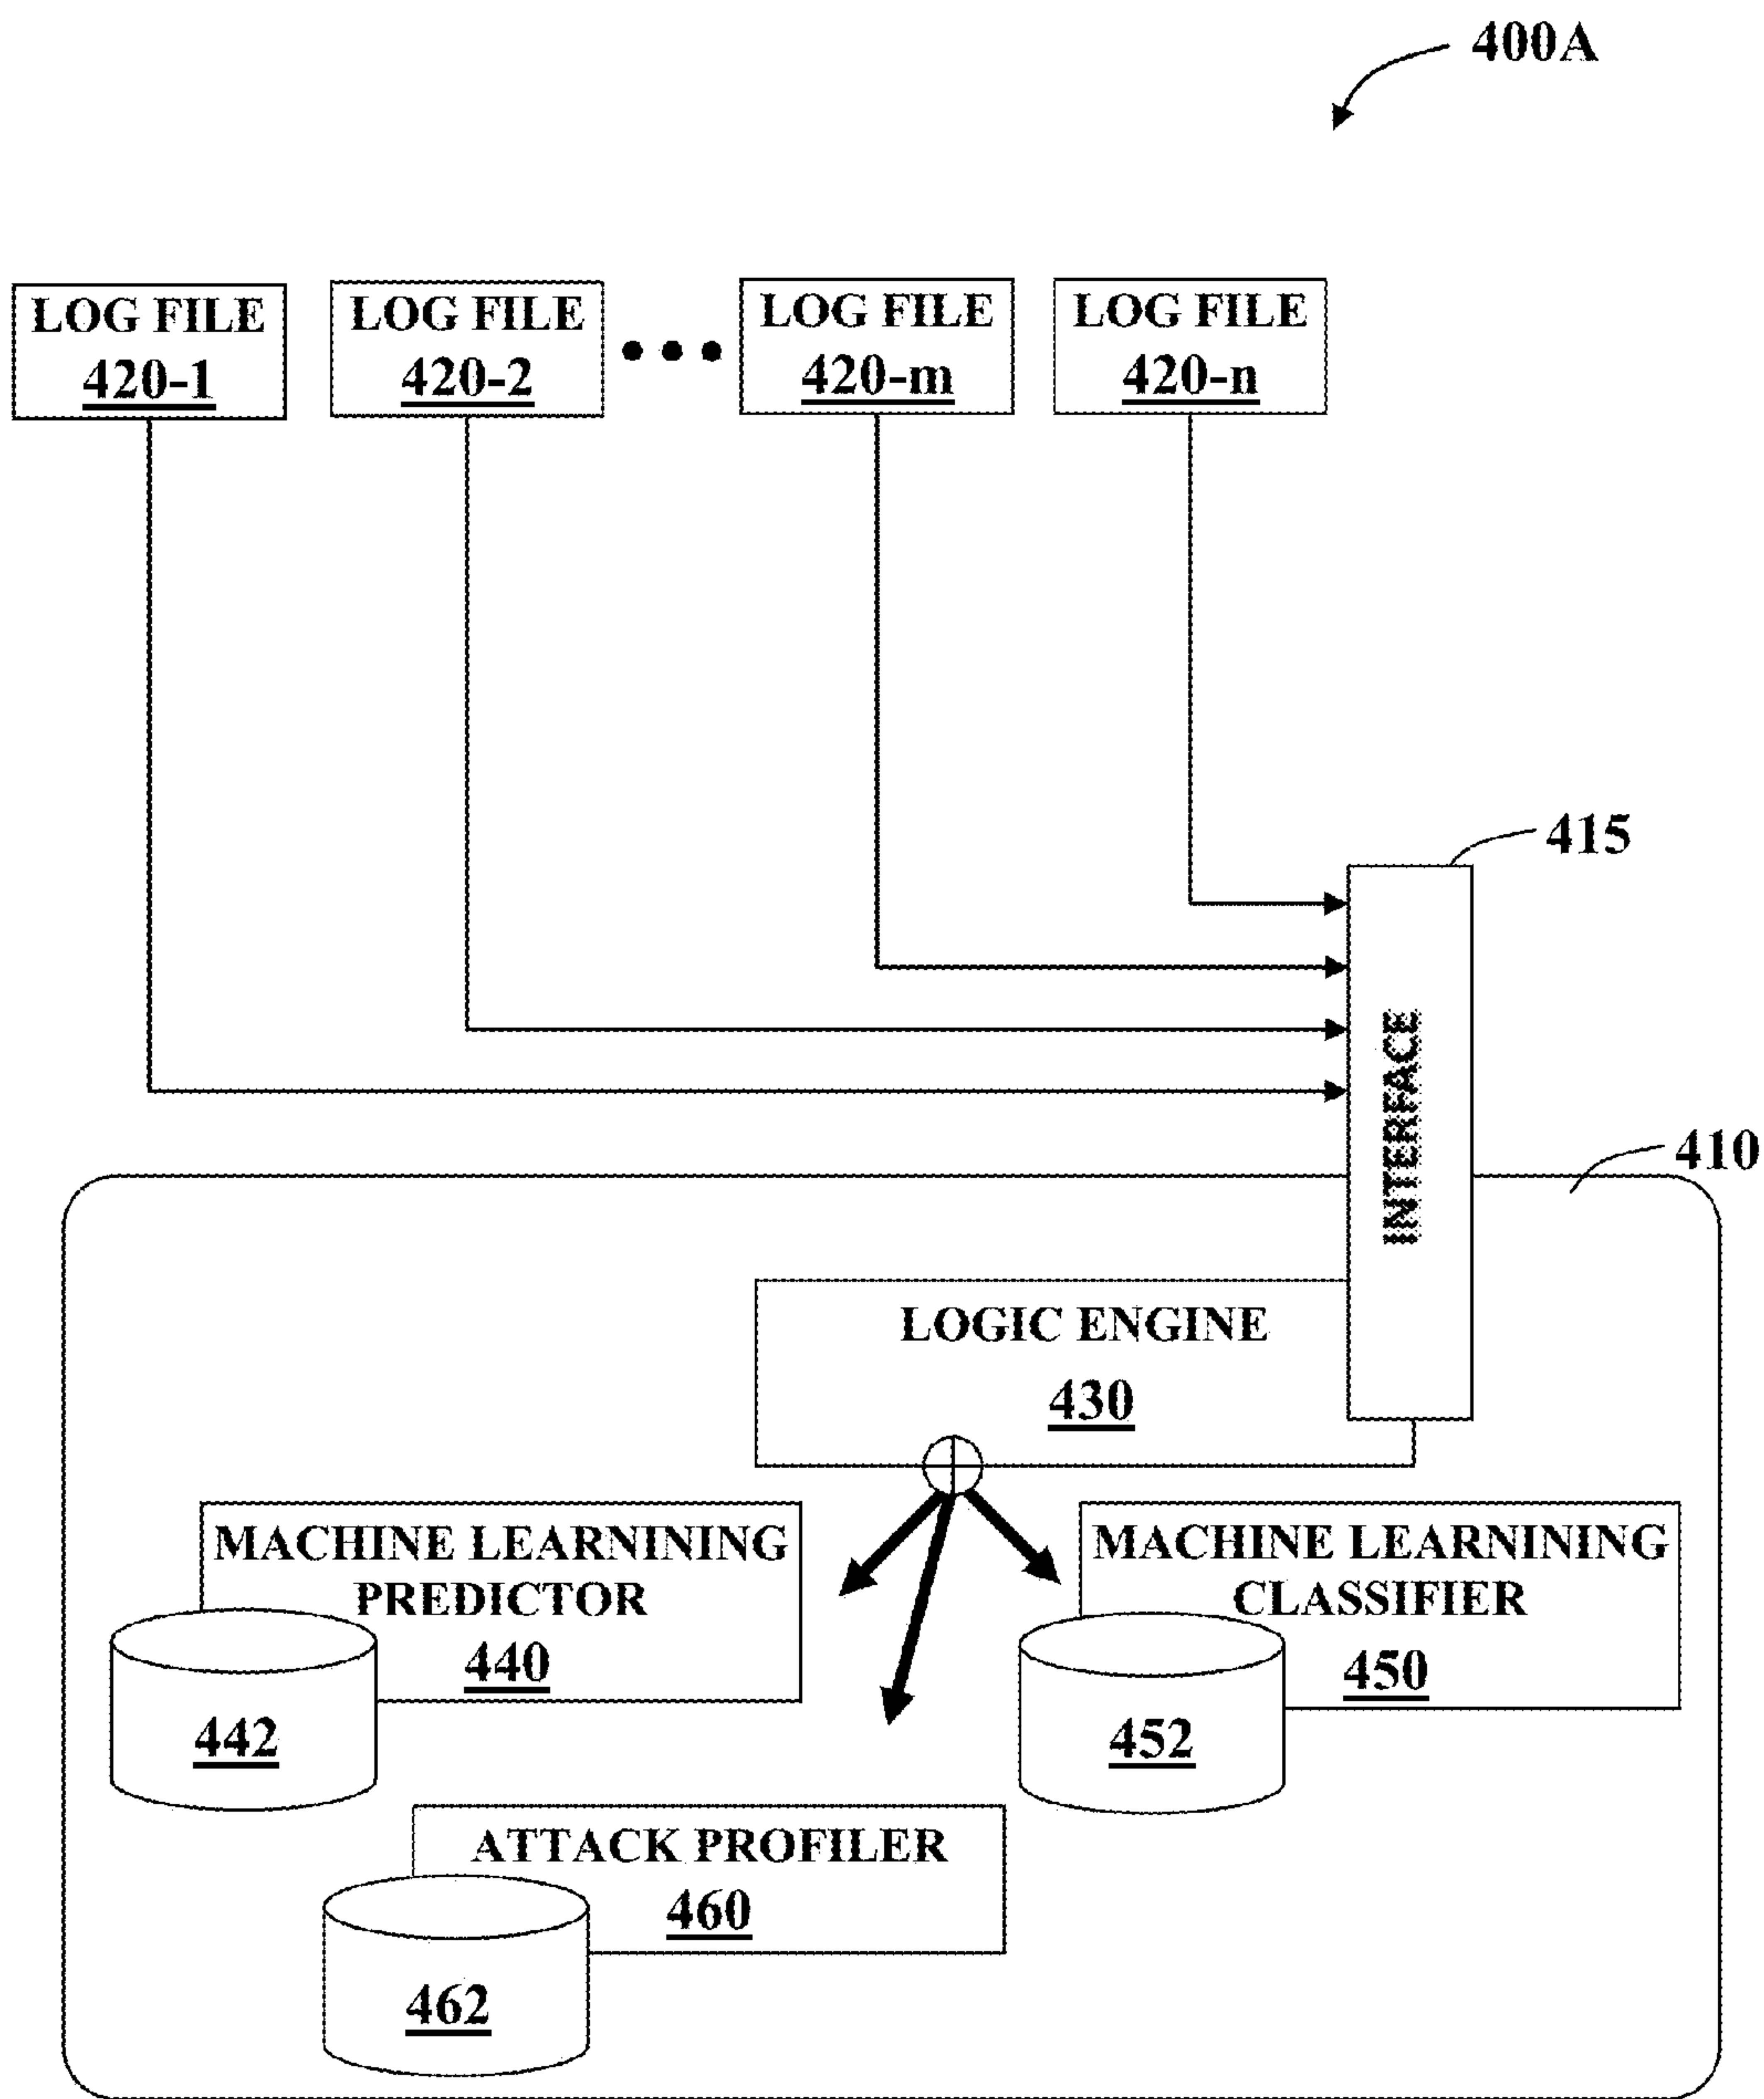 400A
LOG FILE
420-1
LOG FILE
420-2
LOG FILE
420-m
LOG FILE
420-n
415
INTERFACE
410
LOGIC ENGINE
430
MACHINE LEARNINING
PREDICTOR
440
442
MACHINE LEARNINING
CLASSIFIER
450
452
ATTACK PROFILER
460
462